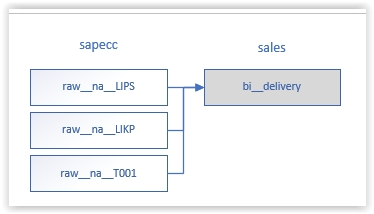 sapecc
sales
raw__na__LIPS
bi__delivery
raw__na__LIKP
raw__na__T001